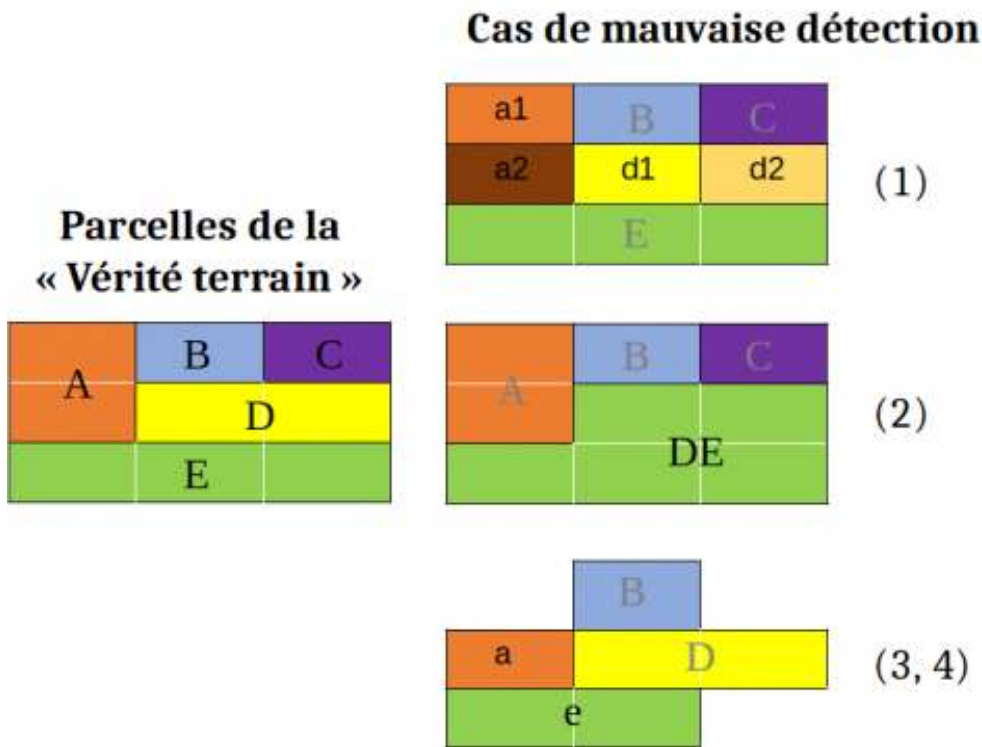 Cas de mauvaise détection
a1 B C
a2 d1 d2
(1)
E
Parcelles de la
« Vérité terrain »
A B C
D
E
A B C
(2)
DE
B
a D
(3, 4)
e